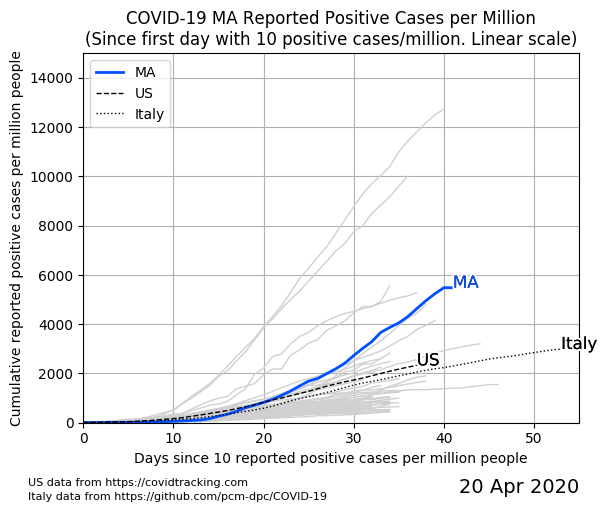 COVID-19 MA Reported Positive Cases per Million
(Since first day with 10 positive cases/million. Linear scale)
Cumulative reported positive cases per million people
14000
12000
10000
8000
6000
4000
2000
0
MA
US
Italy
MA
US
Italy
0 10 20 30 40 50
Days since 10 reported positive cases per million people
US data from https://covidtracking.com
Italy data from https://github.com/pcm-dpc/COVID-19
20 Apr 2020